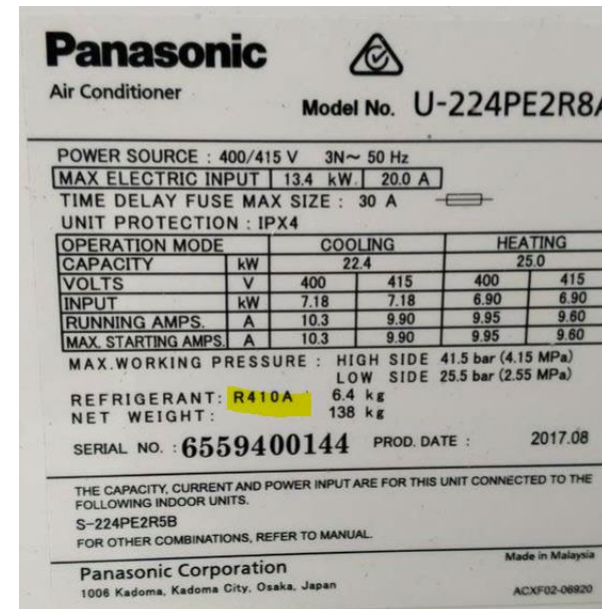 Panasonic
Air Conditioner
Model No. U-224PE2R8
POWER SOURCE : 400/415 V 3N~ 50 Hz
MAX ELECTRIC INPUT 13.4 kW. 20.0 A
TIME DELAY FUSE MAX SIZE : 30 A
UNIT PROTECTION : IPX4
OPERATION MODE COOLING HEATING
CAPACITY kW 22.4 25.0
VOLTS V 400 415 400 415
INPUT kW 7.18 7.18 6.90 6.90
RUNNING AMPS. A 10.3 9.90 9.95 9.60
MAX. STARTING AMPS. A 10.3 9.90 9.95 9.60
MAX.WORKING PRESSURE : HIGH SIDE 41.5 bar (4.15 MPa)
LOW SIDE 25.5 bar (2.55 MPa)
REFRIGERANT: R410A 6.4 kg
NET WEIGHT: 138 kg
SERIAL NO. : 6559400144 PROD. DATE : 2017.08
THE CAPACITY, CURRENT AND POWER INPUT ARE FOR THIS UNIT CONNECTED TO THE
FOLLOWING INDOOR UNITS.
S-224PE2R5B
FOR OTHER COMBINATIONS, REFER TO MANUAL.
Made in Malaysia
Panasonic Corporation
1006 Kadoma, Kadoma City, Osaka, Japan
ACXF02-06920